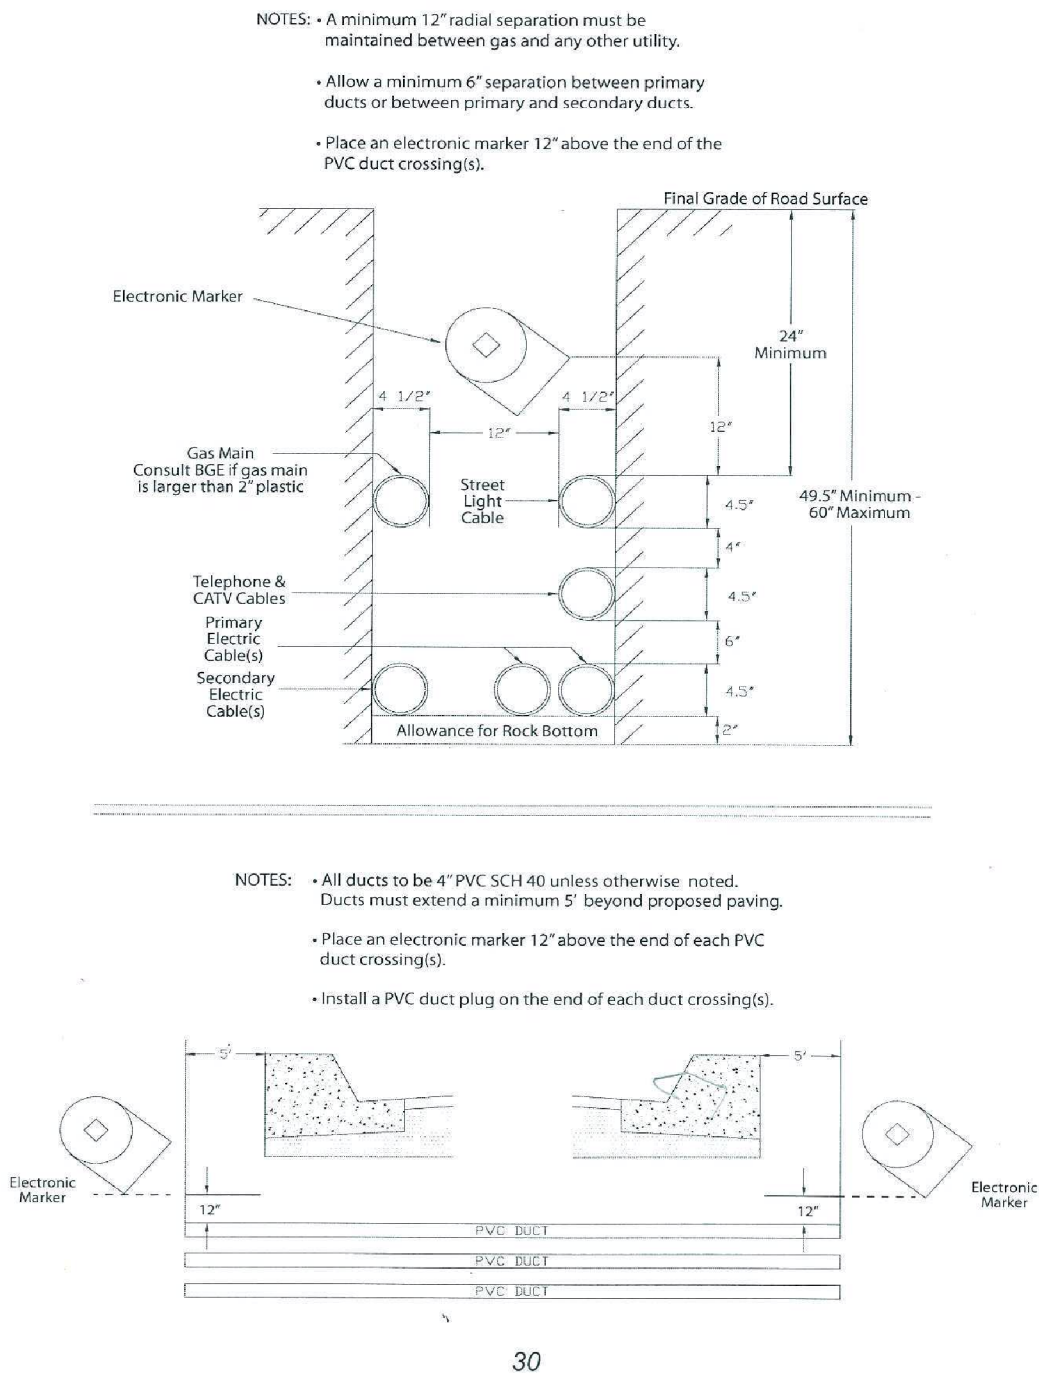 NOTES: • A minimum 12" radial separation must be
maintained between gas and any other utility.
• Allow a minimum 6" separation between primary
ducts or between primary and secondary ducts.
• Place an electronic marker 12" above the end of the
PVC duct crossing(s).
Final Grade of Road Surface
Electronic Marker
24"
Minimum
4 1/2"
4 1/2"
12"
12"
Gas Main
Consult BGE if gas main
is larger than 2" plastic
Street
Light
Cable
4.5"
49.5" Minimum -
60" Maximum
4"
Telephone &
CATV Cables
4.5"
Primary
Electric
Cable(s)
6"
Secondary
Electric
Cable(s)
4.5"
Allowance for Rock Bottom
2"
NOTES: • All ducts to be 4" PVC SCH 40 unless otherwise noted.
Ducts must extend a minimum 5' beyond proposed paving.
• Place an electronic marker 12" above the end of each PVC
duct crossing(s).
• Install a PVC duct plug on the end of each duct crossing(s).
5'
5'
Electronic
Marker
Electronic
Marker
12"
12"
PVC DUCT
PVC DUCT
PVC DUCT
30